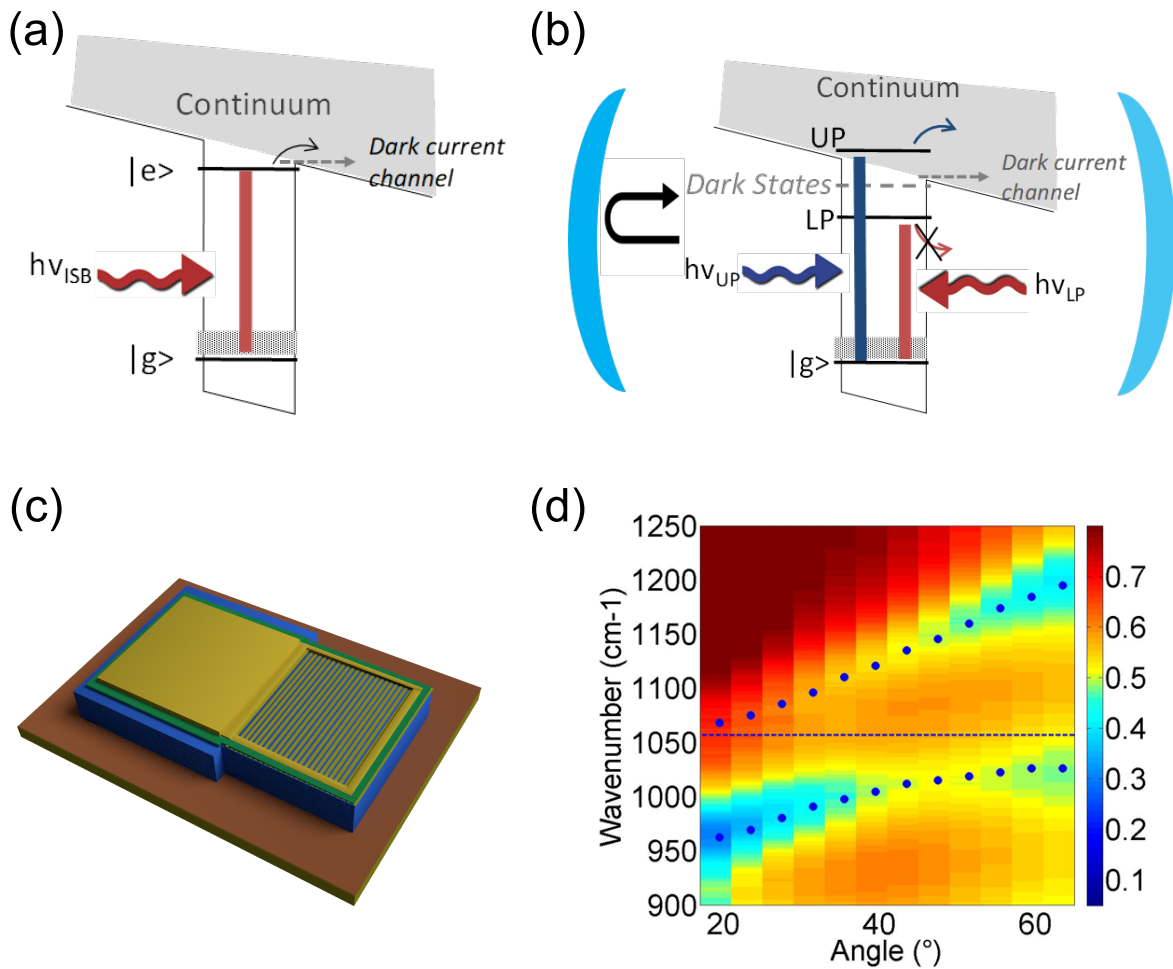 (a)
Continuum
|e>
Dark current
channel
hν_ISB
|g>
(b)
Continuum
UP
Dark States
Dark current
channel
LP
hν_UP
hν_LP
|g>
(c)
(d)
Wavenumber (cm-1)
1250
1200
1150
1100
1050
1000
950
900
20 40 60
Angle (°)
0.7
0.6
0.5
0.4
0.3
0.2
0.1